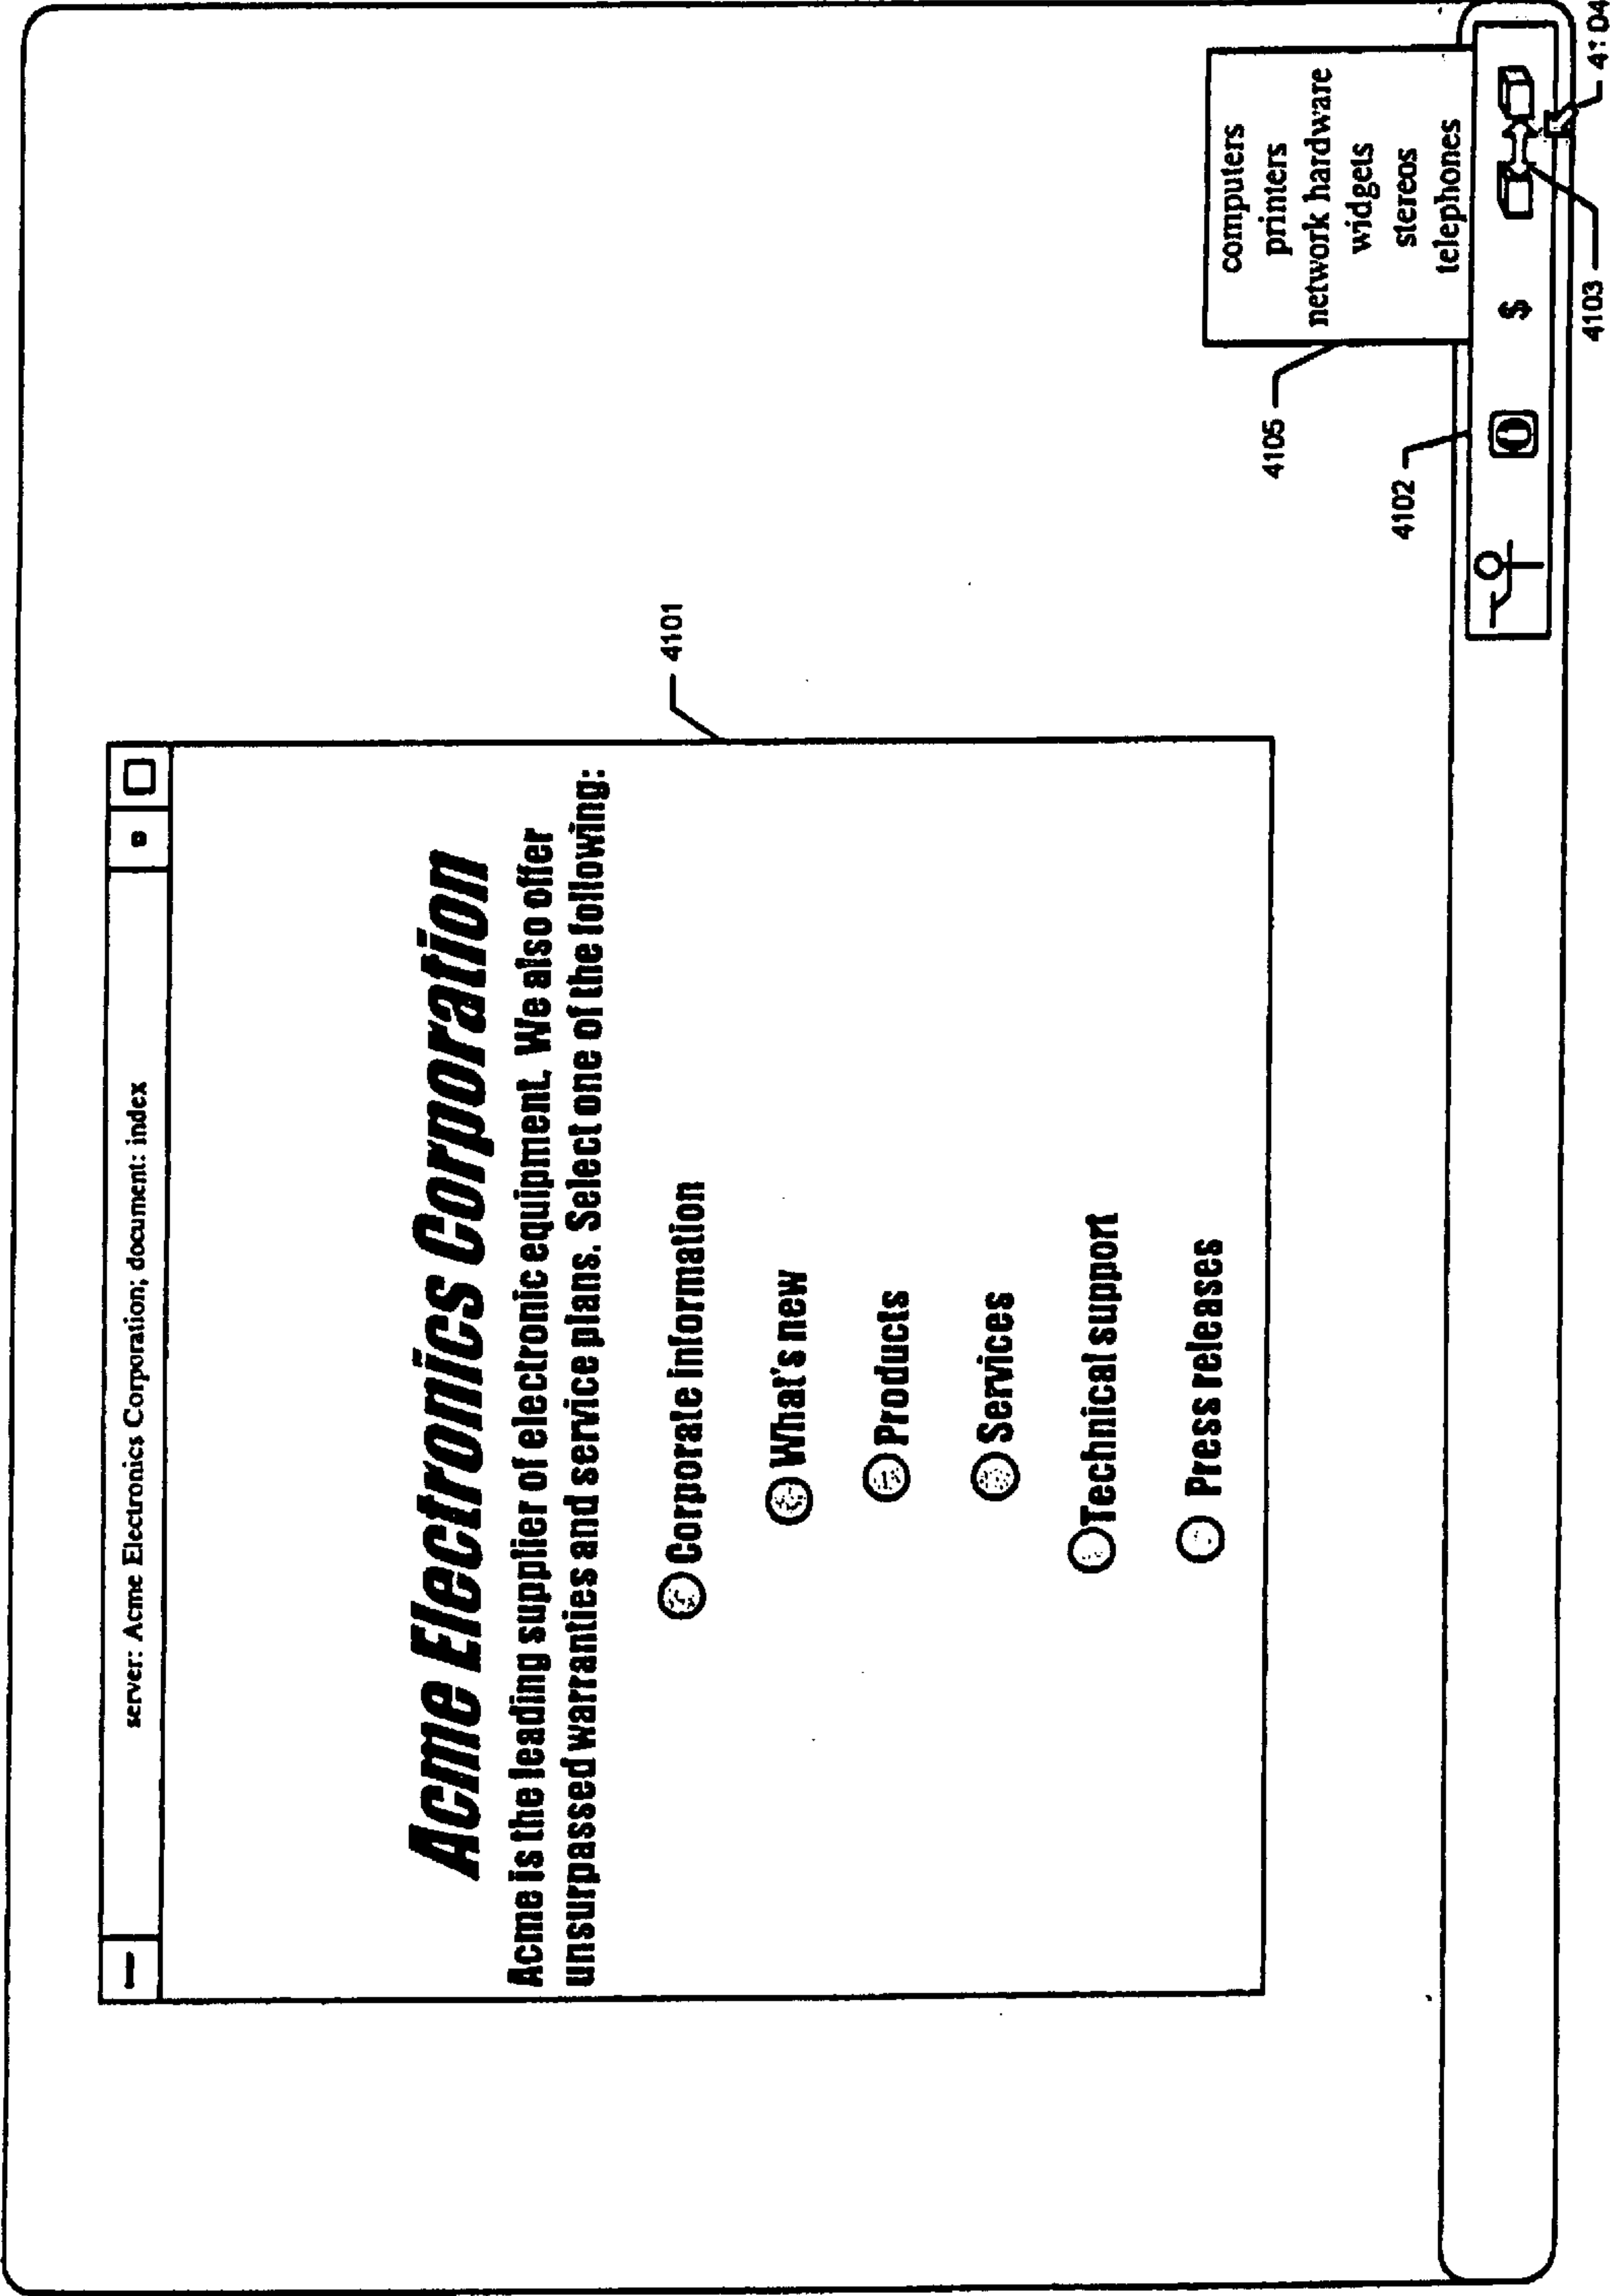 server: Acme Electronics Corporation; document: index
Acme Electronics Corporation
Acme is the leading supplier of electronic equipment. We also offer
unsurpassed warranties and service plans. Select one of the following:
Corporate information
What's new
Products
Services
Technical support
Press releases
4101
computers
printers
network hardware
widgets
stereos
telephones
4105
4102
$
4103
4104